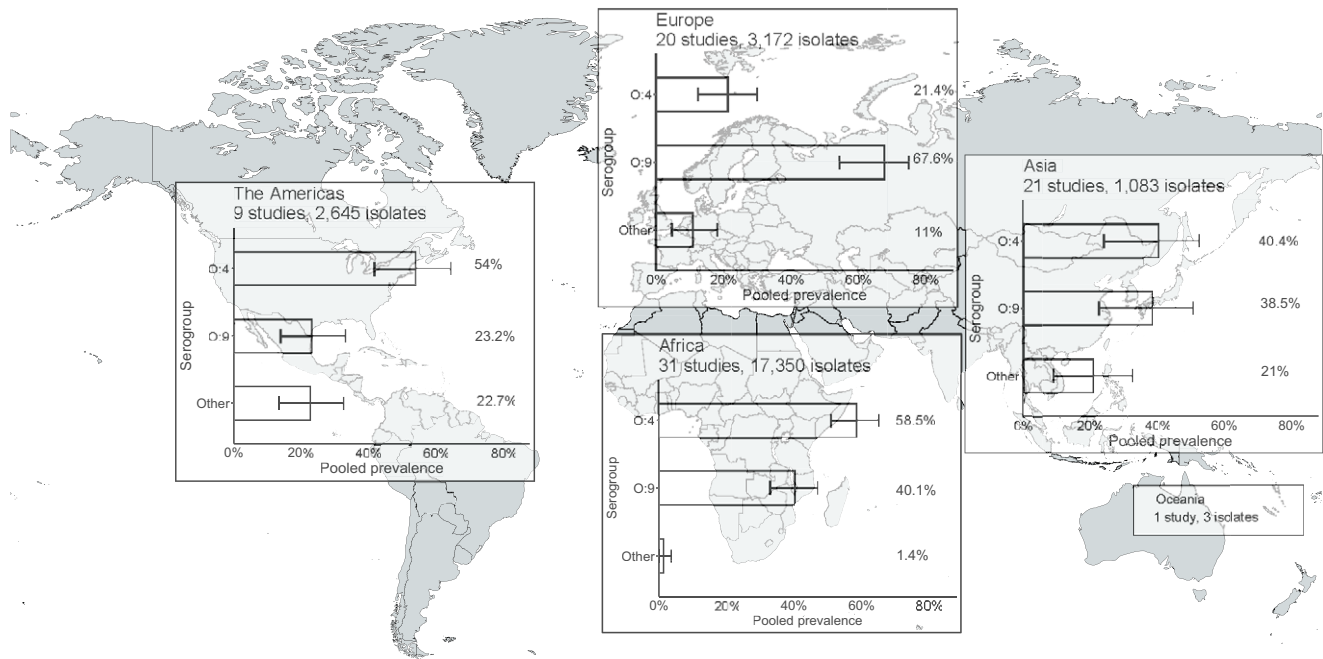 Europe
20 studies, 3,172 isolates
O:4
21.4%
O:9
67.6%
Other
11%
Serogroup
0% 20% 40% 60% 80%
Pooled prevalence
The Americas
9 studies, 2,645 isolates
O:4
54%
O:9
23.2%
Other
22.7%
Serogroup
0% 20% 40% 60% 80%
Pooled prevalence
Asia
21 studies, 1,083 isolates
O:4
40.4%
O:9
38.5%
Other
21%
Serogroup
0% 20% 40% 60% 80%
Pooled prevalence
Africa
31 studies, 17,350 isolates
O:4
58.5%
O:9
40.1%
Other
1.4%
Serogroup
0% 20% 40% 60% 80%
Pooled prevalence
Oceania
1 study, 3 isolates